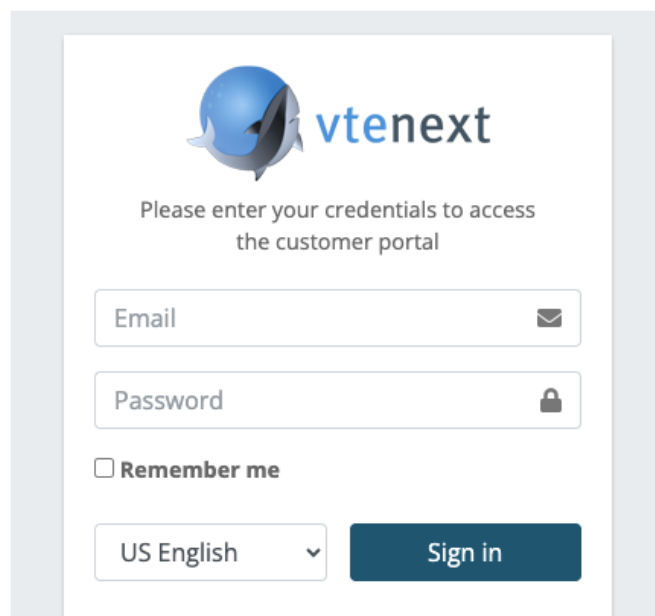 vtenext
Please enter your credentials to access
the customer portal
Email
Password
Remember me
US English
Sign in